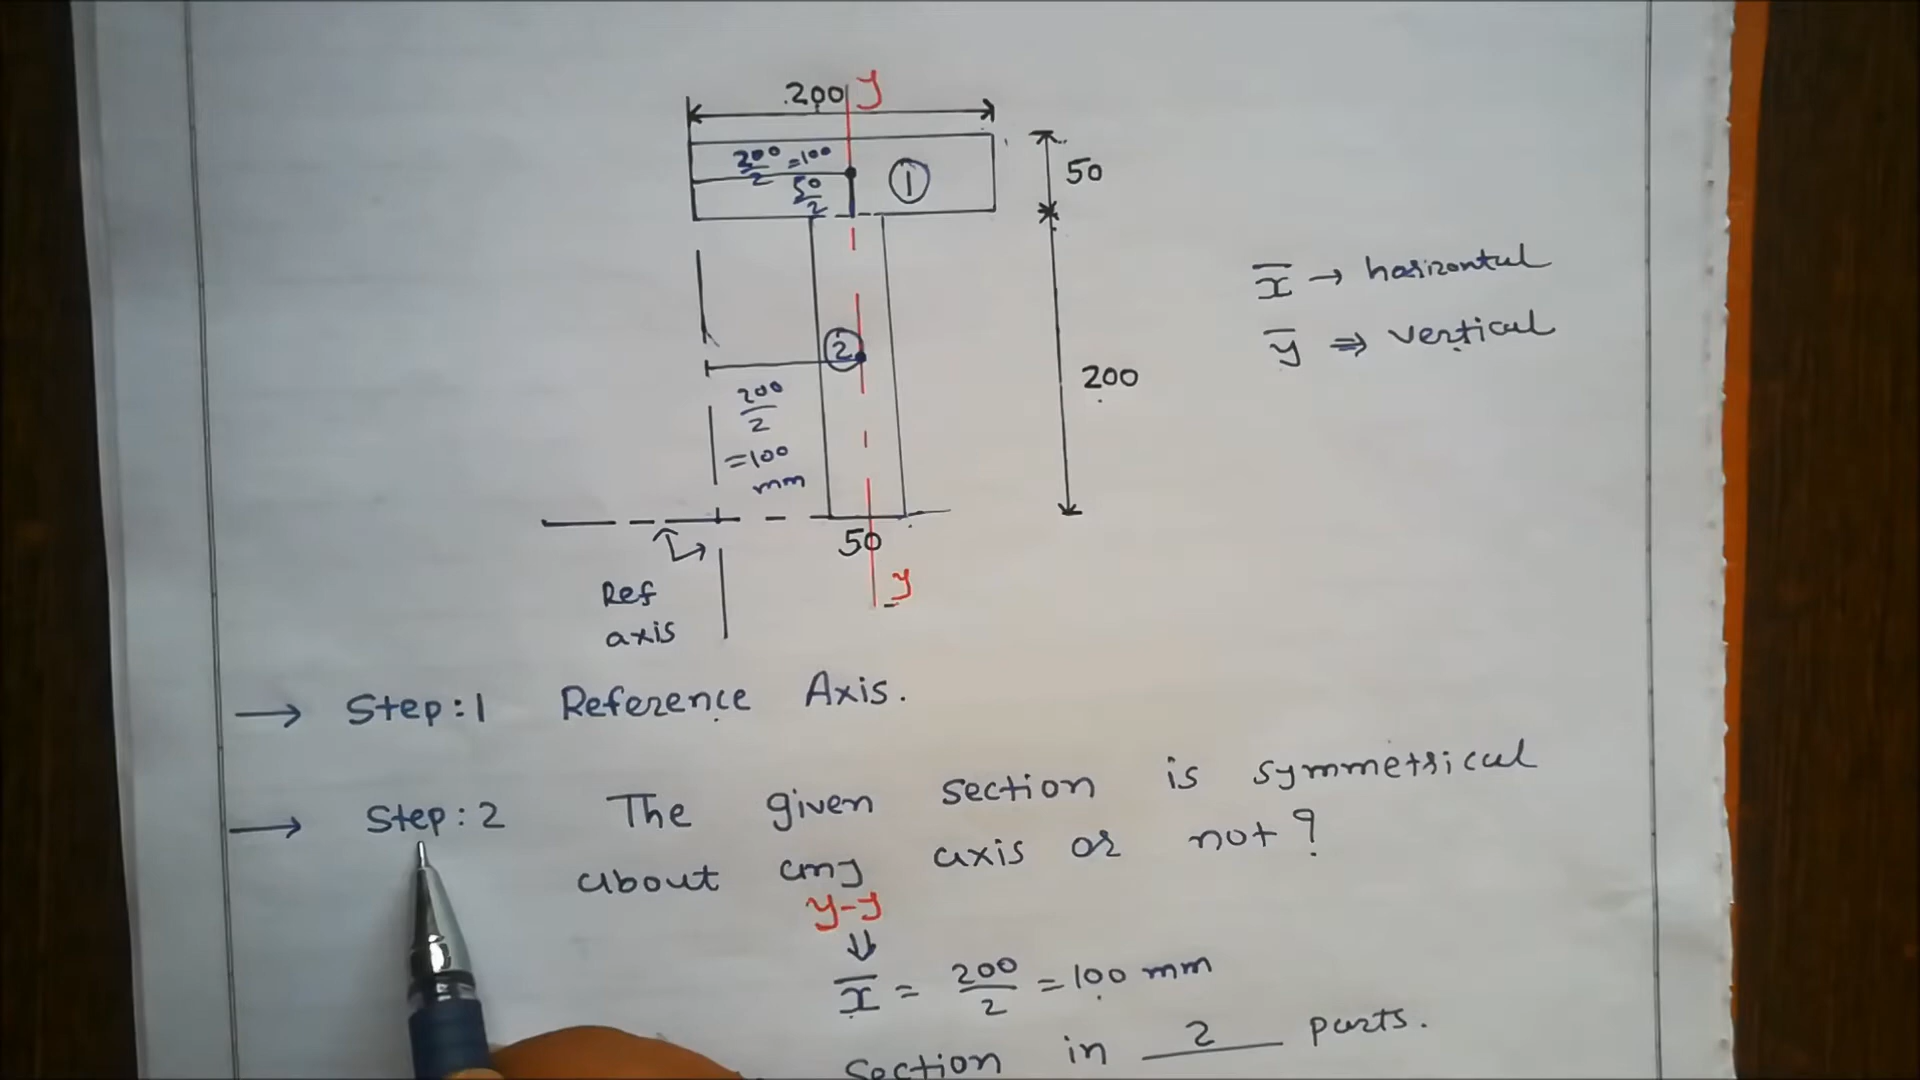 200 y
200/2 = 100
50/2
①
50
x̄ → horizontal
ȳ ⇒ vertical
②
200
200/2
= 100
mm
50
y
Ref
axis
→ Step:1 Reference Axis.
→ Step:2 The given section is symmetrical
about any axis or not?
y-y
⇓
x̄ = 200/2 = 100 mm
Section in 2 parts.